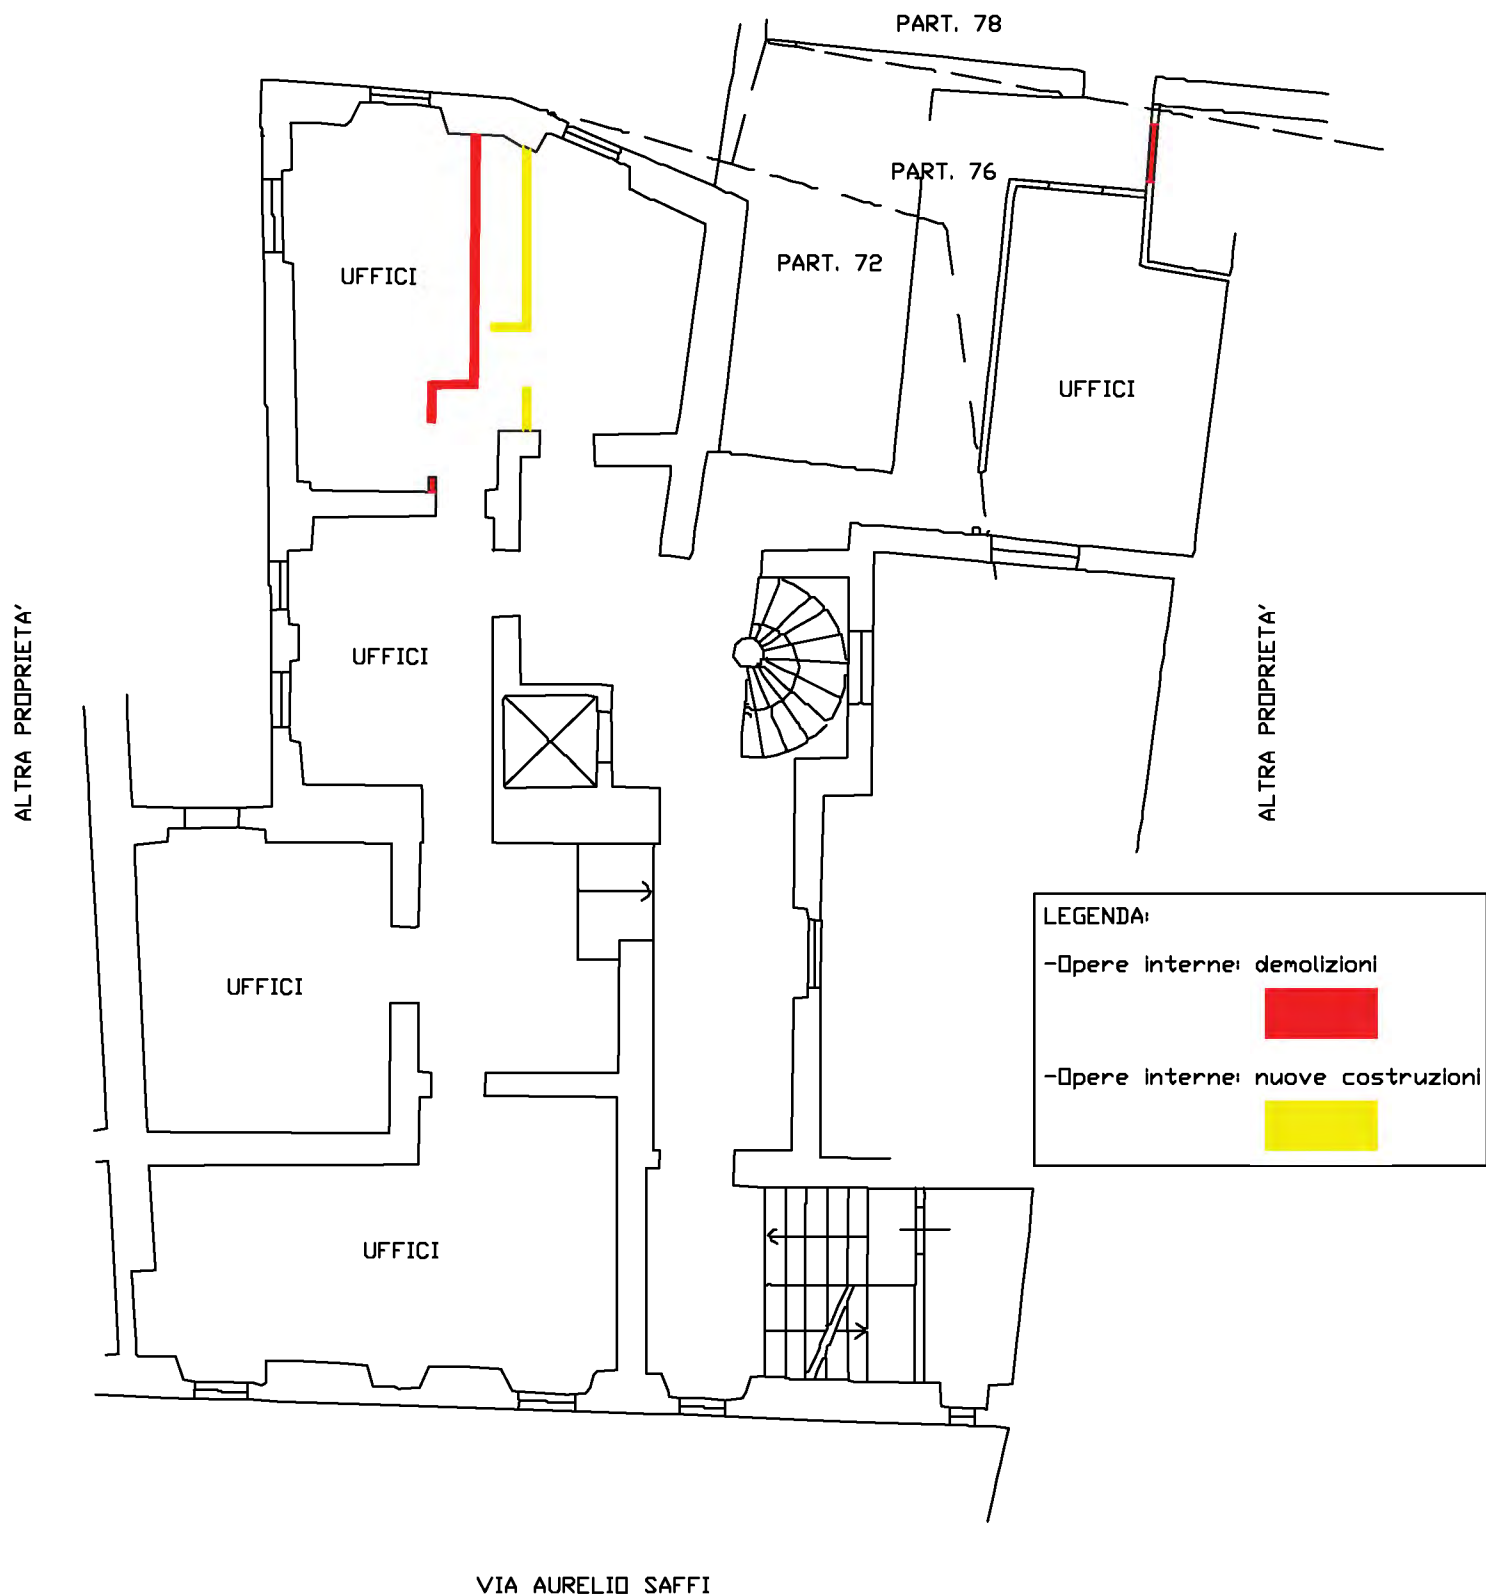 PART. 78
PART. 76
PART. 72
UFFICI
UFFICI
ALTRA PROPRIETA'
UFFICI
ALTRA PROPRIETA'
LEGENDA:
-Opere interne: demolizioni
UFFICI
-Opere interne: nuove costruzioni
UFFICI
VIA AURELIO SAFFI